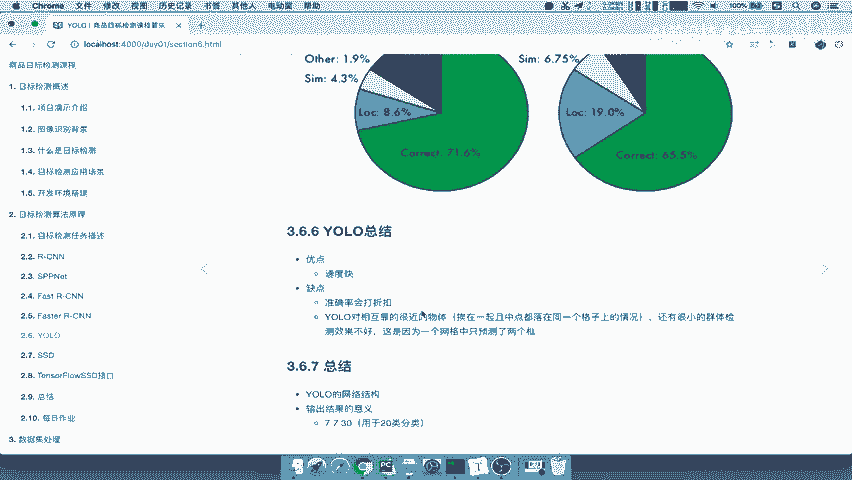 Chrome 文件 修改 视图 历史记录 书签 其他人 电动窗 帮助
100%
localhost:4000/Juy01/section6.html
商品目标检测课程
1. 目标检测概述
1.1. 项目演示介绍
1.2. 图像识别背景
1.3. 什么是目标检测
1.4. 目标检测应用场景
1.5. 开发环境搭建
2. 目标检测算法原理
2.1. 目标检测任务描述
2.2. R-CNN
2.3. SPPNet
2.4. Fast R-CNN
2.5. Faster R-CNN
2.6. YOLO
2.7. SSD
2.8. TensorFlowSSD接口
2.9. 总结
2.10. 每日作业
3. 数据集处理
Other: 1.9%
Sim: 4.3%
Loc: 8.6%
Correct: 71.6%
Sim: 6.75%
Loc: 19.0%
Correct: 65.5%
3.6.6 YOLO总结
优点
速度快
缺点
准确率会打折扣
YOLO对相互靠的很近的物体（挨在一起且中点都落在同一个格子上的情况），还有很小的群体检
测效果不好，这是因为一个网格中只预测了两个框
3.6.7 总结
YOLO的网络结构
输出结果的意义
7 7 30（用于20类分类）